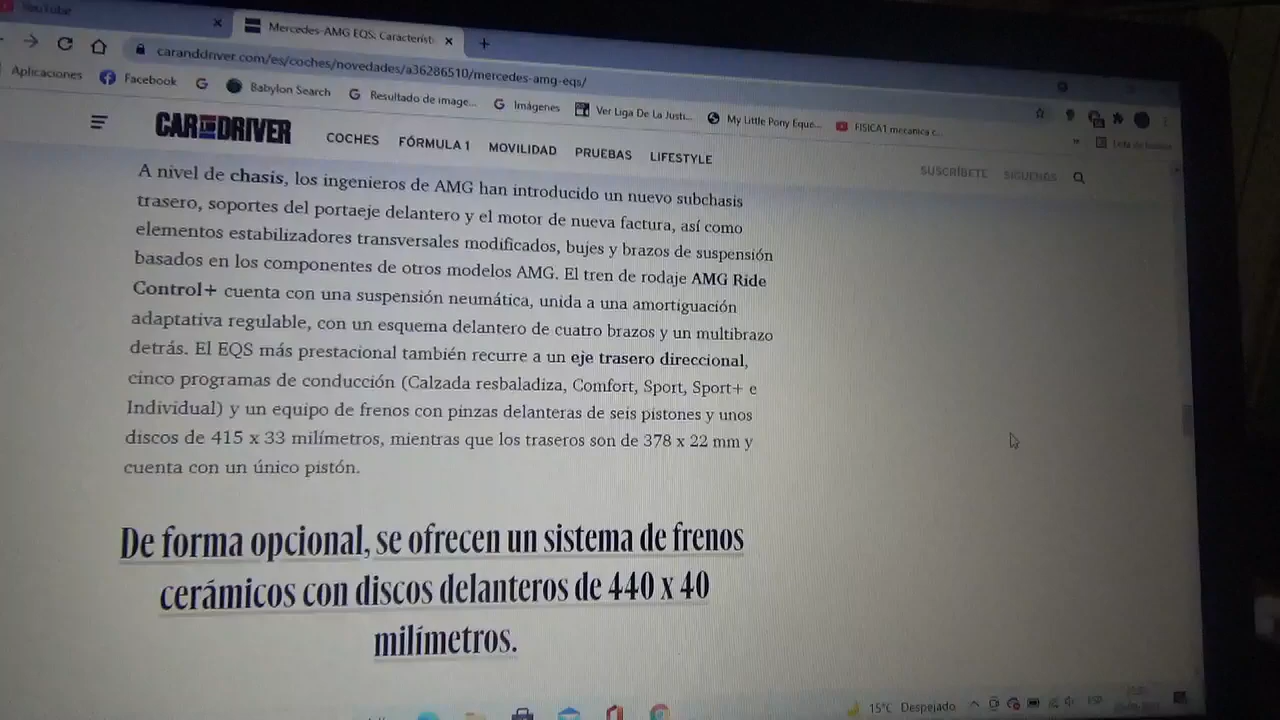 YouTube
Mercedes-AMG EQS: Característi
caranddriver.com/es/coches/novedades/a36286510/mercedes-amg-eqs/
Aplicaciones Facebook Babylon Search Resultado de image... Imágenes Ver Liga De La Justi... My Little Pony Eque... FISICA1 mecanica c...
CAR AND DRIVER COCHES FÓRMULA 1 MOVILIDAD PRUEBAS LIFESTYLE SUSCRÍBETE SÍGUENOS
A nivel de chasis, los ingenieros de AMG han introducido un nuevo subchasis
trasero, soportes del portaeje delantero y el motor de nueva factura, así como
elementos estabilizadores transversales modificados, bujes y brazos de suspensión
basados en los componentes de otros modelos AMG. El tren de rodaje AMG Ride
Control+ cuenta con una suspensión neumática, unida a una amortiguación
adaptativa regulable, con un esquema delantero de cuatro brazos y un multibrazo
detrás. El EQS más prestacional también recurre a un eje trasero direccional,
cinco programas de conducción (Calzada resbaladiza, Comfort, Sport, Sport+ e
Individual) y un equipo de frenos con pinzas delanteras de seis pistones y unos
discos de 415 x 33 milímetros, mientras que los traseros son de 378 x 22 mm y
cuenta con un único pistón.
De forma opcional, se ofrecen un sistema de frenos
cerámicos con discos delanteros de 440 x 40
milímetros.
15°C Despejado ESP